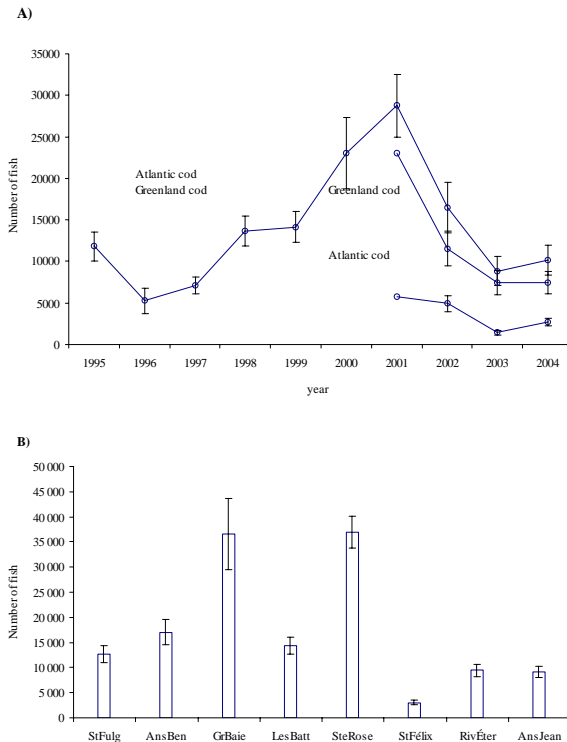 A)
35000
30000
25000
20000
15000
10000
5000
0
Number of fish
Atlantic cod
Greenland cod
Greenland cod
Atlantic cod
1995 1996 1997 1998 1999 2000 2001 2002 2003 2004
year
B)
50 000
45 000
40 000
35 000
30 000
25 000
20 000
15 000
10 000
5 000
0
Number of fish
StFulg AnsBen GrBaie LesBatt SteRose StFélix RivÉter AnsJean